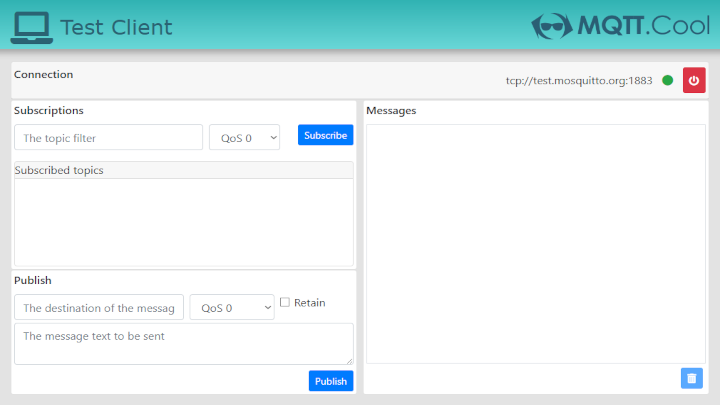 Test Client
MQTT.Cool
Connection
tcp://test.mosquitto.org:1883
Subscriptions
The topic filter
QoS 0
Subscribe
Subscribed topics
Publish
The destination of the messag
QoS 0
Retain
The message text to be sent
Publish
Messages